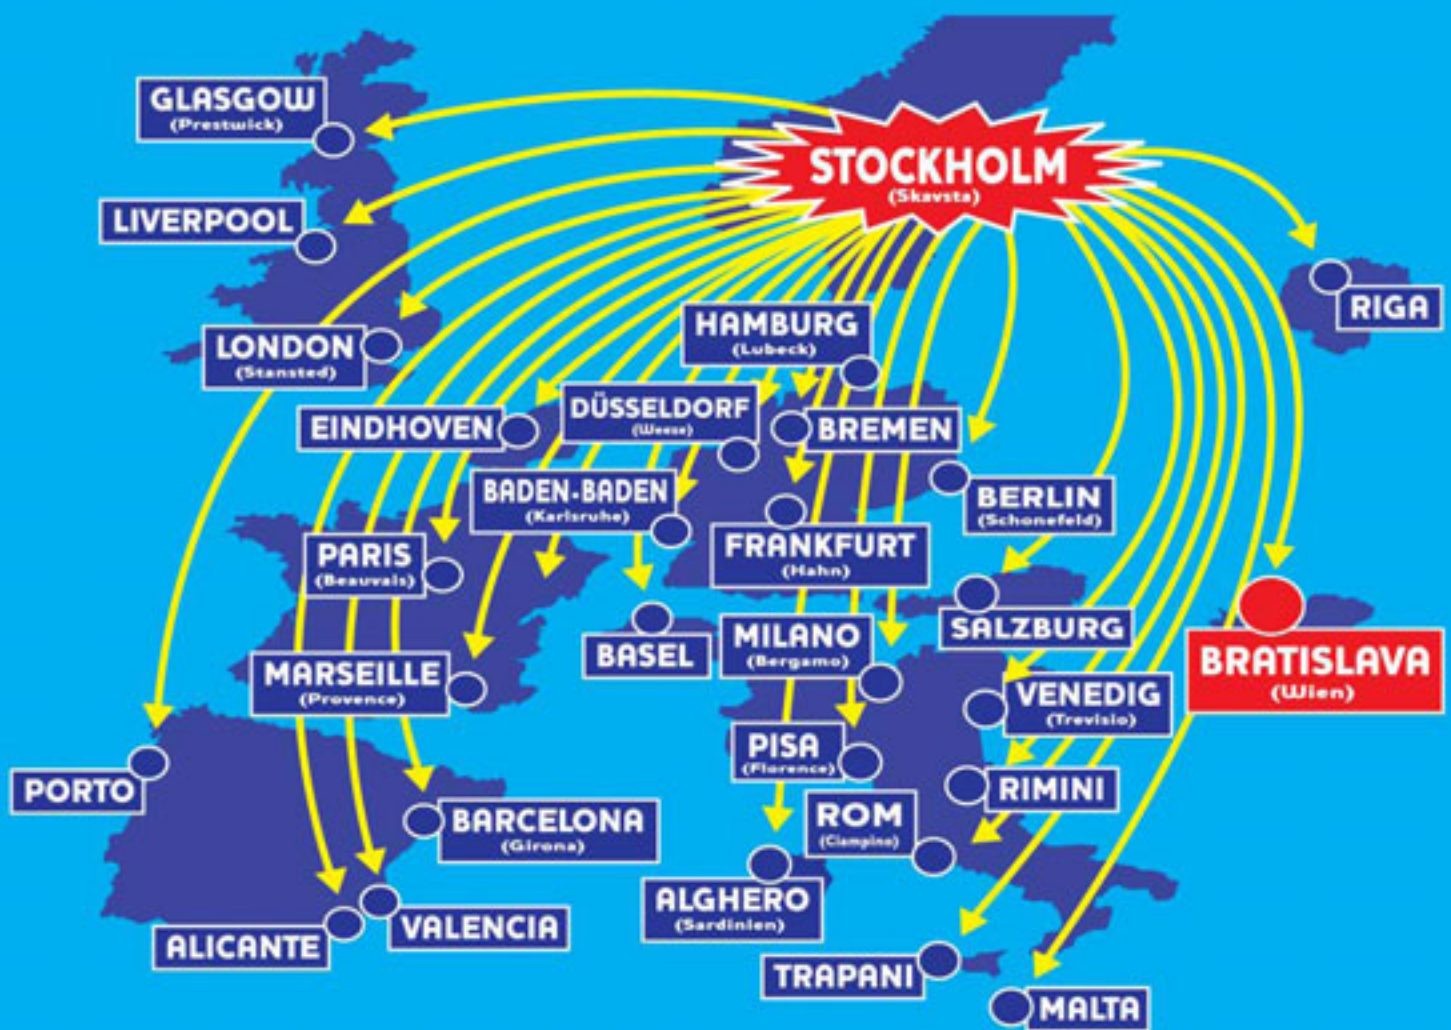 GLASGOW
(Prestwick)
STOCKHOLM
(Skavsta)
LIVERPOOL
RIGA
HAMBURG
(Lubeck)
LONDON
(Stansted)
DÜSSELDORF
(Weeze)
EINDHOVEN
BREMEN
BADEN-BADEN
(Karlsruhe)
BERLIN
(Schonefeld)
PARIS
(Beauvais)
FRANKFURT
(Hahn)
SALZBURG
MILANO
(Bergamo)
BASEL
BRATISLAVA
(Wien)
MARSEILLE
(Provence)
VENEDIG
(Trevisio)
PISA
(Florence)
PORTO
RIMINI
BARCELONA
(Girona)
ROM
(Ciampino)
ALGHERO
(Sardinien)
VALENCIA
ALICANTE
TRAPANI
MALTA